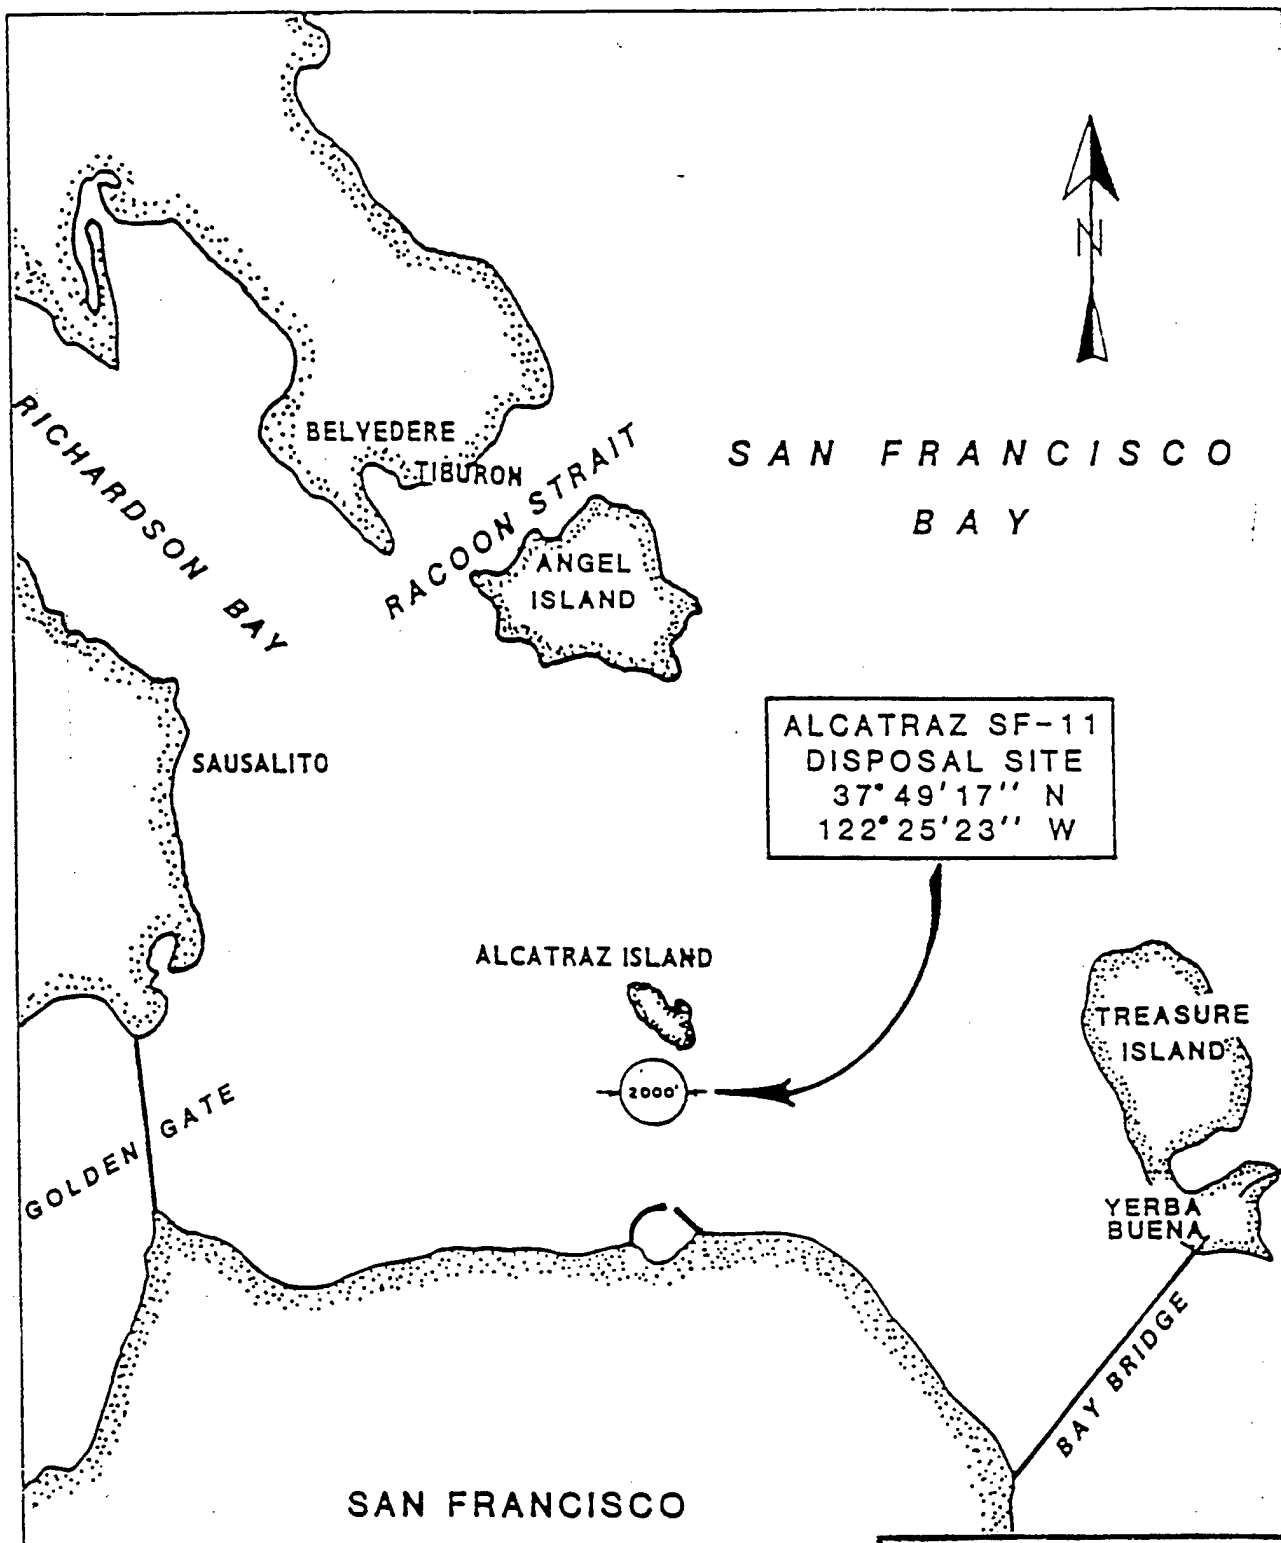 N
RICHARDSON BAY
BELVEDERE
TIBURON
RACOON STRAIT
SAN FRANCISCO
BAY
ANGEL
ISLAND
SAUSALITO
ALCATRAZ SF-11
DISPOSAL SITE
37°49'17'' N
122°25'23'' W
ALCATRAZ ISLAND
2000'
TREASURE
ISLAND
GOLDEN GATE
YERBA
BUENA
BAY BRIDGE
SAN FRANCISCO